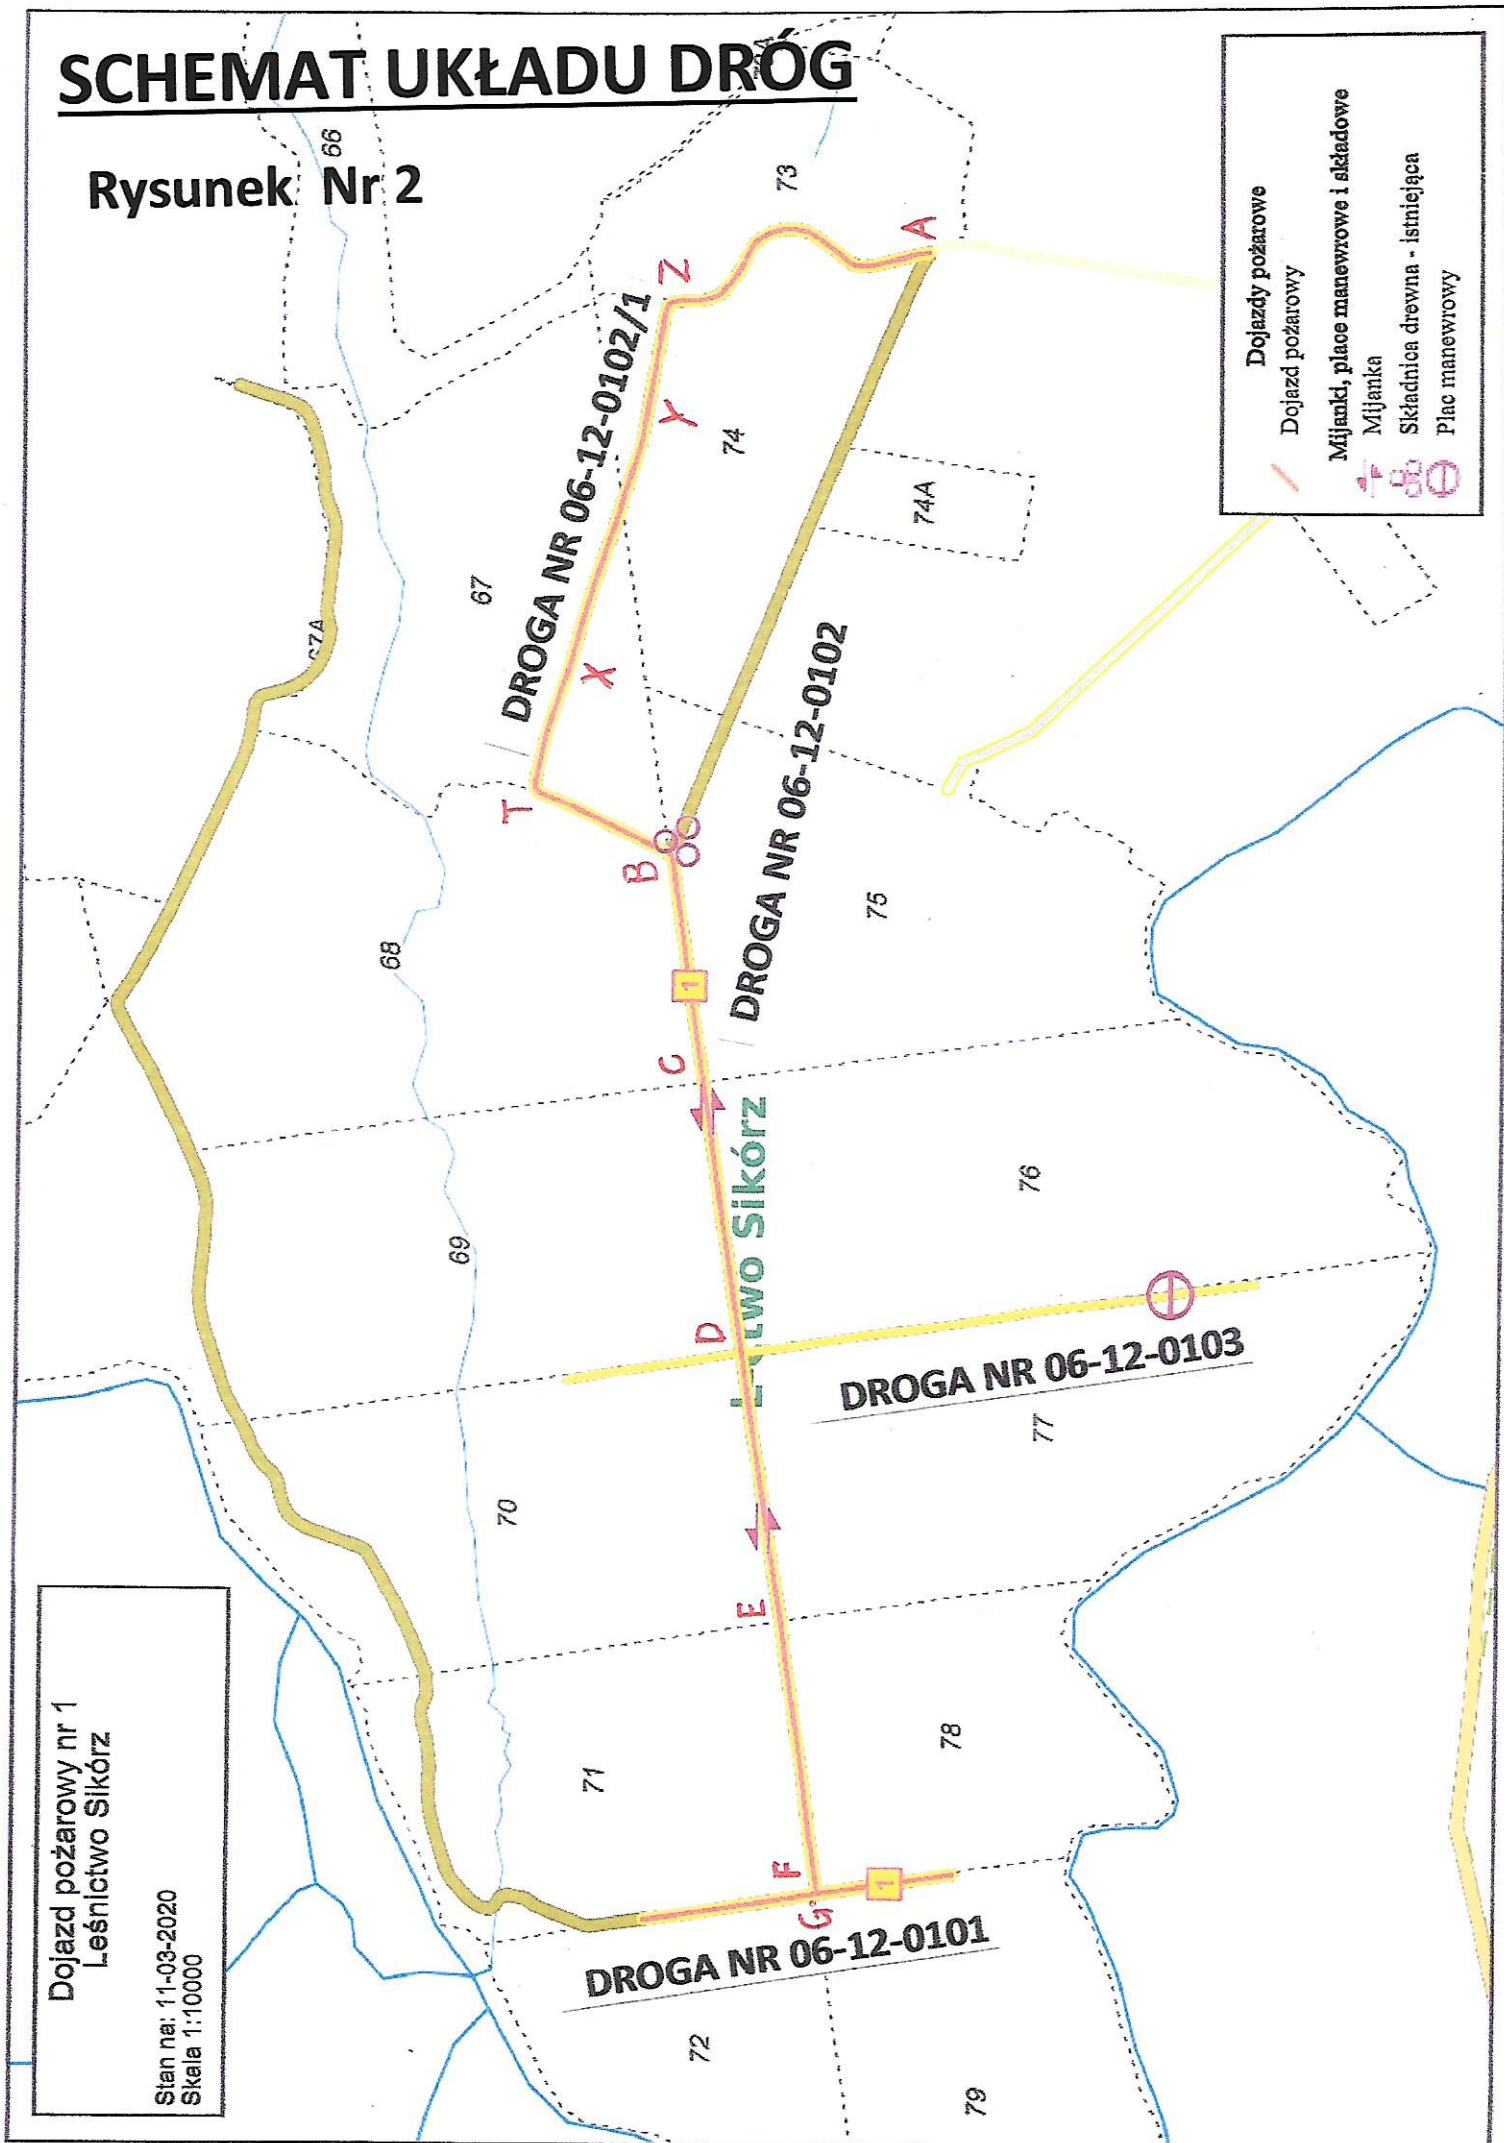 SCHEMAT UKŁADU DRÓG
Rysunek Nr 2
66
73
A
Z
DROGA NR 06-12-0102/1
Y
74
74A
67
67A
X
T
B
DROGA NR 06-12-0102
75
68
1
C
Sikórz
76
69
D
DROGA NR 06-12-0103
77
70
E
71
78
F
G
1
DROGA NR 06-12-0101
72
79
Dojazdy pożarowe
Dojazd pożarowy
Mijanki, place manewrowe i składowe
Mijanka
Składnica drewna - istniejąca
Plac manewrowy
Dojazd pożarowy nr 1
Leśnictwo Sikórz
Stan na: 11-03-2020
Skala 1:10000